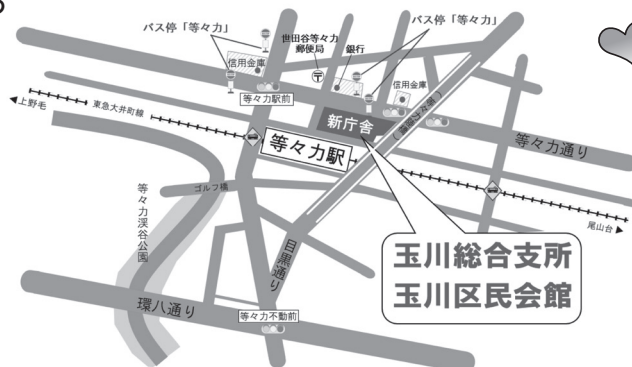 バス停「等々力」
世田谷等々力
郵便局
銀行
バス停「等々力」
信用金庫
信用金庫
等々力駅前
上野毛
東急大井町線
新庁舎
等々力通り
等々力駅
ゴルフ橋
等々力渓谷公園
尾山台
目黒通り
玉川総合支所
玉川区民会館
環八通り
等々力不動前